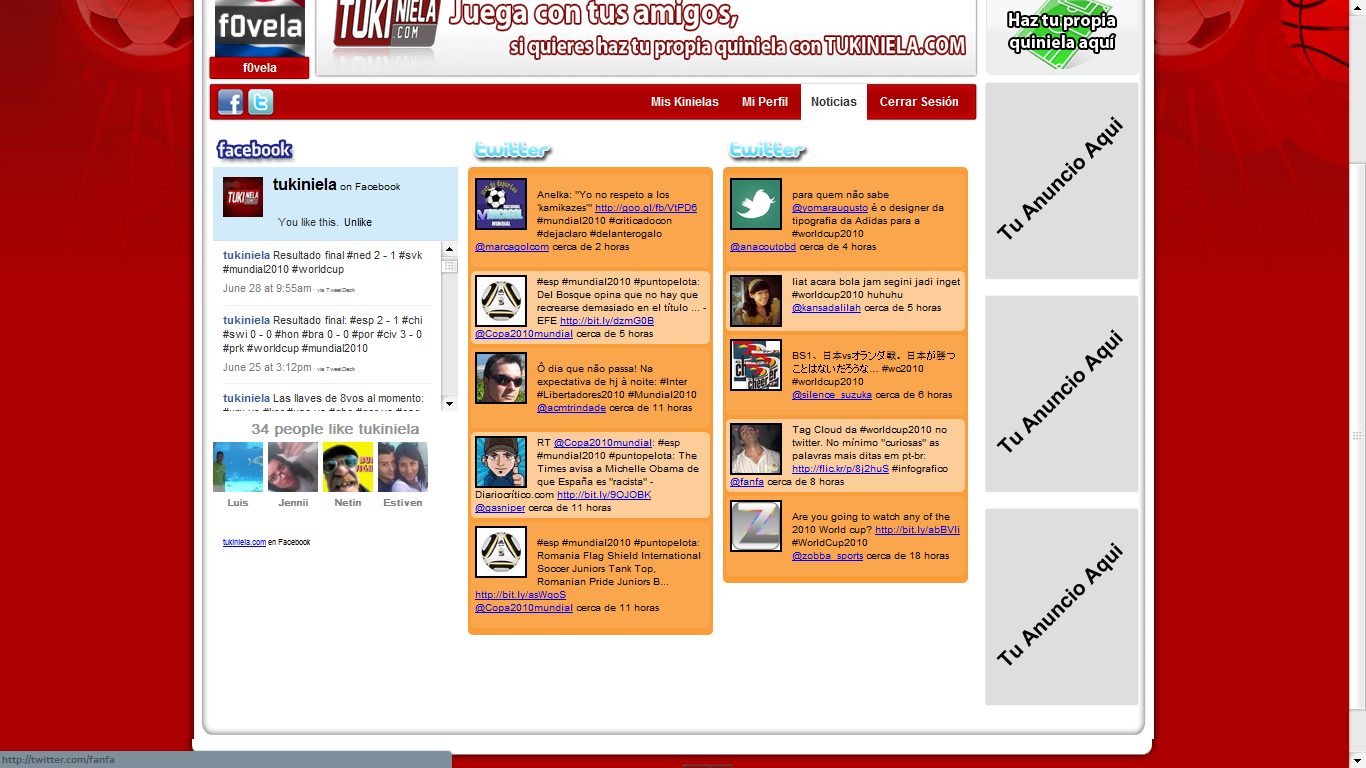 f0vela
f0vela
TUKINIELA
.COM
Juega con tus amigos,
si quieres haz tu propia quiniela con TUKINIELA.COM
Haz tu propia
quiniela aquí
Mis Kinielas
Mi Perfil
Noticias
Cerrar Sesión
facebook
tukiniela on Facebook
You like this. Unlike
tukiniela Resultado final #ned 2 - 1 #svk
#mundial2010 #worldcup
June 28 at 9:55am · via TweetDeck
tukiniela Resultado final: #esp 2 - 1 #chi
#swi 0 - 0 #hon #bra 0 - 0 #por #civ 3 - 0
#prk #worldcup #mundial2010
June 25 at 3:12pm · via TweetDeck
tukiniela Las llaves de 8vos al momento:
34 people like tukiniela
Luis
Jennii
Netin
Estiven
tukiniela.com en Facebook
twitter
Anelka: "Yo no respeto a los
'kamikazes'" http://goo.gl/fb/VtPD6
#mundial2010 #criticadocon
#dejaclaro #delanterogalo
@marcagolcom cerca de 2 horas
#esp #mundial2010 #puntopelota:
Del Bosque opina que no hay que
recrearse demasiado en el título ... -
EFE http://bit.ly/dzmG0B
@Copa2010mundial cerca de 5 horas
Ô dia que não passa! Na
expectativa de hj à noite: #Inter
#Libertadores2010 #Mundial2010
@acmtrindade cerca de 11 horas
RT @Copa2010mundial: #esp
#mundial2010 #puntopelota: The
Times avisa a Michelle Obama de
que España es "racista" -
Diariocrítico.com http://bit.ly/9OJOBK
@gasniper cerca de 11 horas
#esp #mundial2010 #puntopelota:
Romania Flag Shield International
Soccer Juniors Tank Top,
Romanian Pride Juniors B...
http://bit.ly/asWqoS
@Copa2010mundial cerca de 11 horas
twitter
para quem não sabe
@yomaraugusto é o designer da
tipografia da Adidas para a
#worldcup2010
@anacoutobd cerca de 4 horas
liat acara bola jam segini jadi inget
#worldcup2010 huhuhu
@kansadalilah cerca de 5 horas
BS1、日本vsオランダ戦。日本が勝つ
ことはないだろうな... #wc2010
#worldcup2010
@silence_suzuka cerca de 6 horas
Tag Cloud da #worldcup2010 no
twitter. No mínimo "curiosas" as
palavras mais ditas em pt-br:
http://flic.kr/p/8j2huS #infografico
@fanfa cerca de 8 horas
Are you going to watch any of the
2010 World cup? http://bit.ly/abBVIi
#WorldCup2010
@zobba_sports cerca de 18 horas
Tu Anuncio Aqui
Tu Anuncio Aqui
Tu Anuncio Aqui
http://twitter.com/fanfa